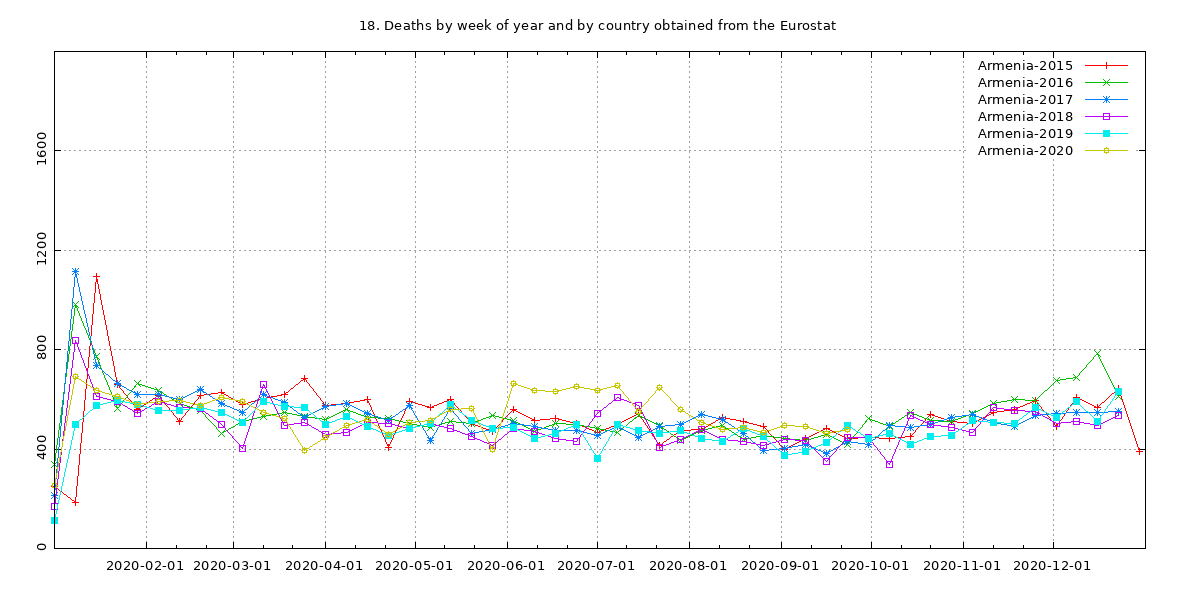 18. Deaths by week of year and by country obtained from the Eurostat
Armenia-2015
Armenia-2016
Armenia-2017
Armenia-2018
Armenia-2019
Armenia-2020
1600
1200
800
400
0
2020-02-01 2020-03-01 2020-04-01 2020-05-01 2020-06-01 2020-07-01 2020-08-01 2020-09-01 2020-10-01 2020-11-01 2020-12-01